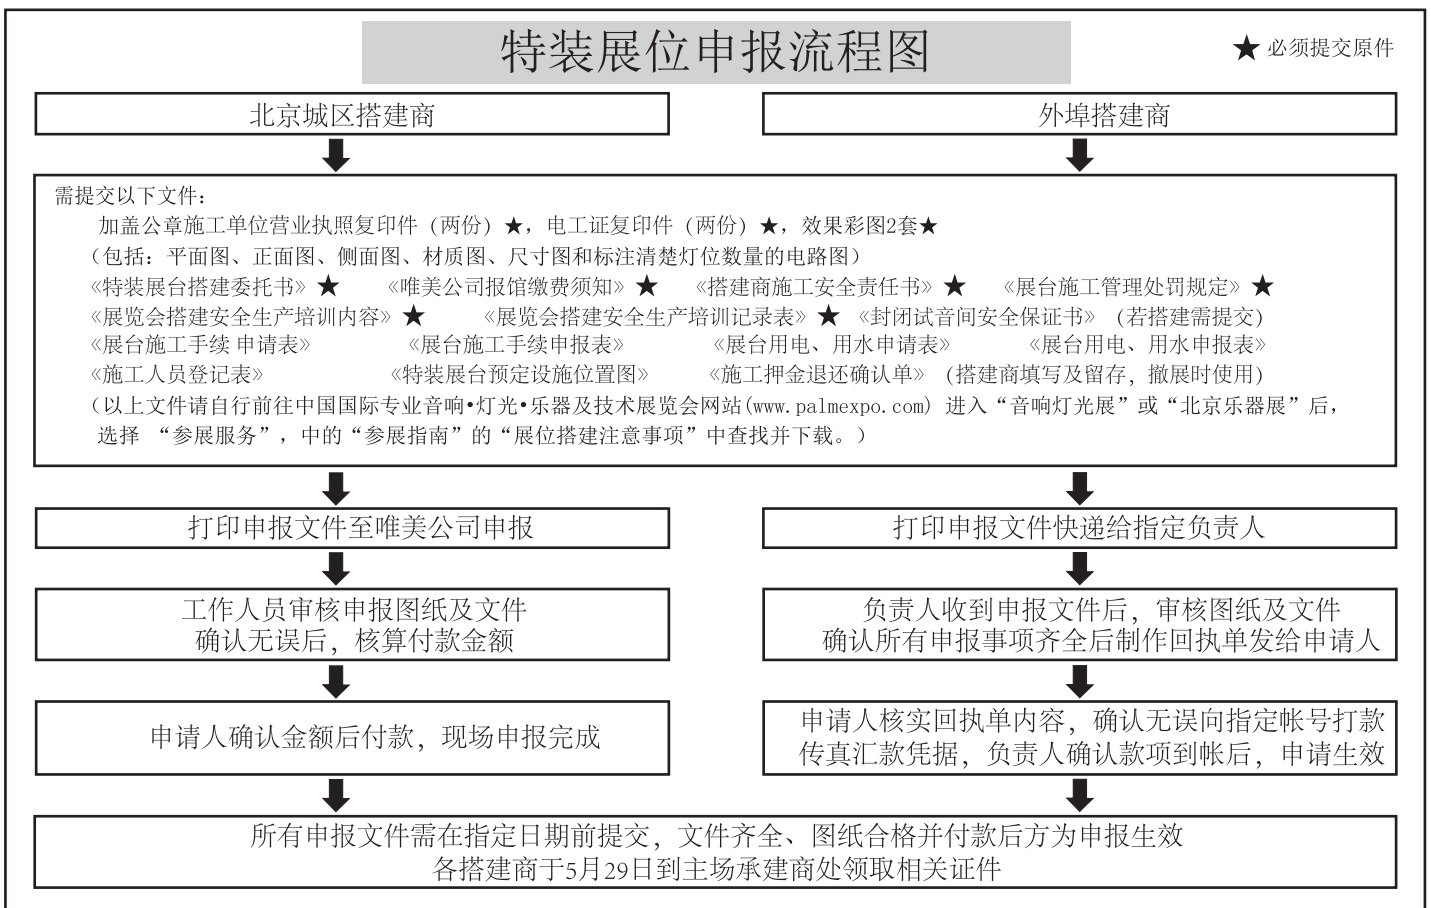 特装展位申报流程图
★ 必须提交原件
北京城区搭建商
外埠搭建商
需提交以下文件：
加盖公章施工单位营业执照复印件（两份）★，电工证复印件（两份）★，效果彩图2套★
（包括：平面图、正面图、侧面图、材质图、尺寸图和标注清楚灯位数量的电路图）
《特装展台搭建委托书》★ 《唯美公司报馆缴费须知》★ 《搭建商施工安全责任书》★ 《展台施工管理处罚规定》★
《展览会搭建安全生产培训内容》★ 《展览会搭建安全生产培训记录表》★ 《封闭试音间安全保证书》（若搭建需提交）
《展台施工手续 申请表》 《展台施工手续申报表》 《展台用电、用水申请表》 《展台用电、用水申报表》
《施工人员登记表》 《特装展台预定设施位置图》 《施工押金退还确认单》（搭建商填写及留存，撤展时使用）
（以上文件请自行前往中国国际专业音响•灯光•乐器及技术展览会网站(www.palmexpo.com) 进入“音响灯光展”或“北京乐器展”后，
选择 “参展服务”，中的“参展指南”的“展位搭建注意事项”中查找并下载。）
打印申报文件至唯美公司申报
打印申报文件快递给指定负责人
工作人员审核申报图纸及文件
确认无误后，核算付款金额
负责人收到申报文件后，审核图纸及文件
确认所有申报事项齐全后制作回执单发给申请人
申请人确认金额后付款，现场申报完成
申请人核实回执单内容，确认无误向指定帐号打款
传真汇款凭据，负责人确认款项到帐后，申请生效
所有申报文件需在指定日期前提交，文件齐全、图纸合格并付款后方为申报生效
各搭建商于5月29日到主场承建商处领取相关证件